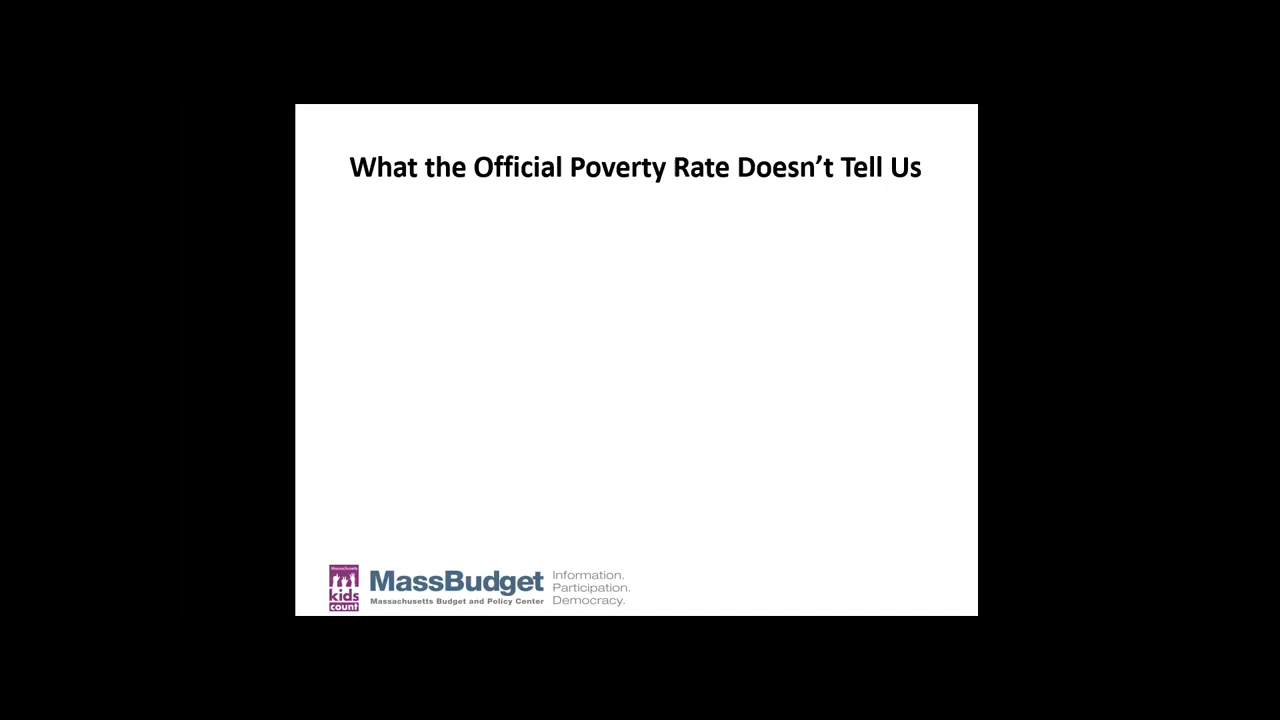 What the Official Poverty Rate Doesn’t Tell Us
Massachusetts
kids
count
MassBudget
Massachusetts Budget and Policy Center
Information.
Participation.
Democracy.